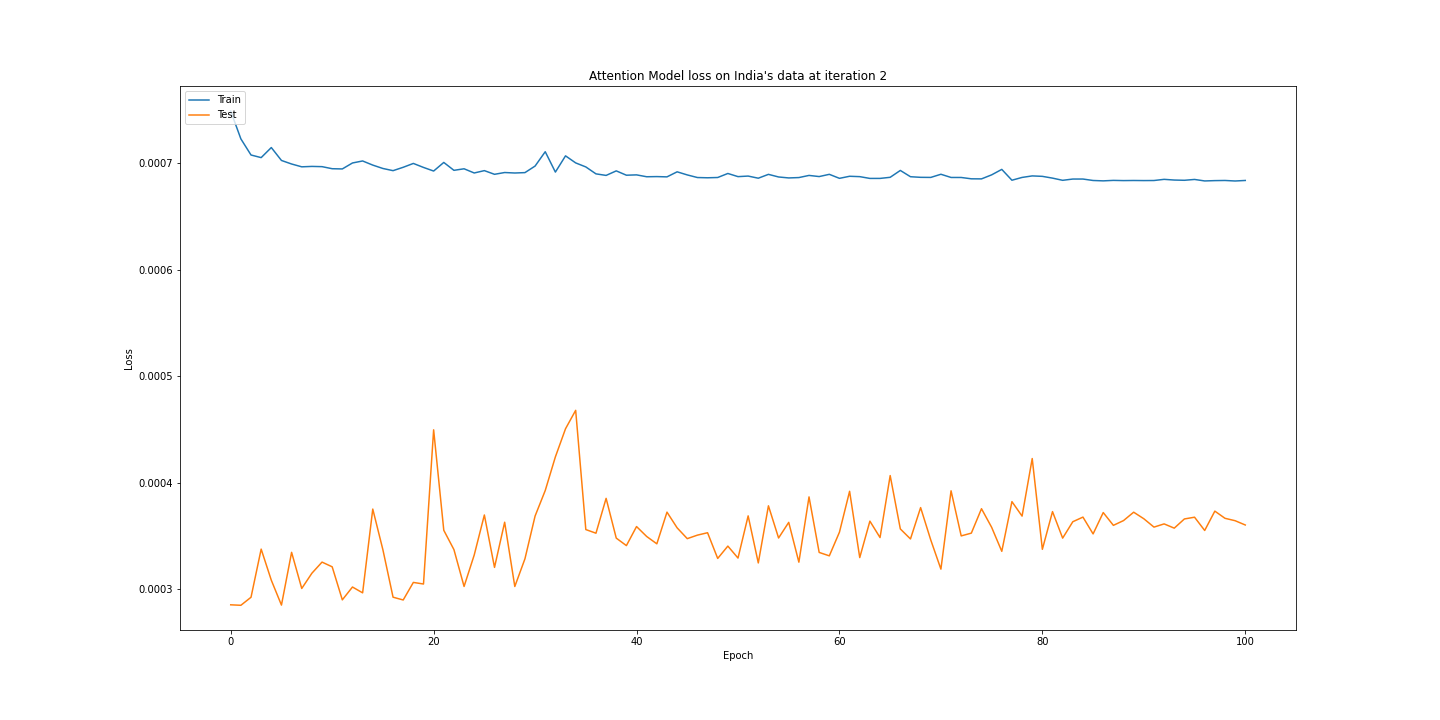 Attention Model loss on India's data at iteration 2
Train
Test
0.0007
0.0006
0.0005
0.0004
0.0003
Loss
0
20
40
60
80
100
Epoch